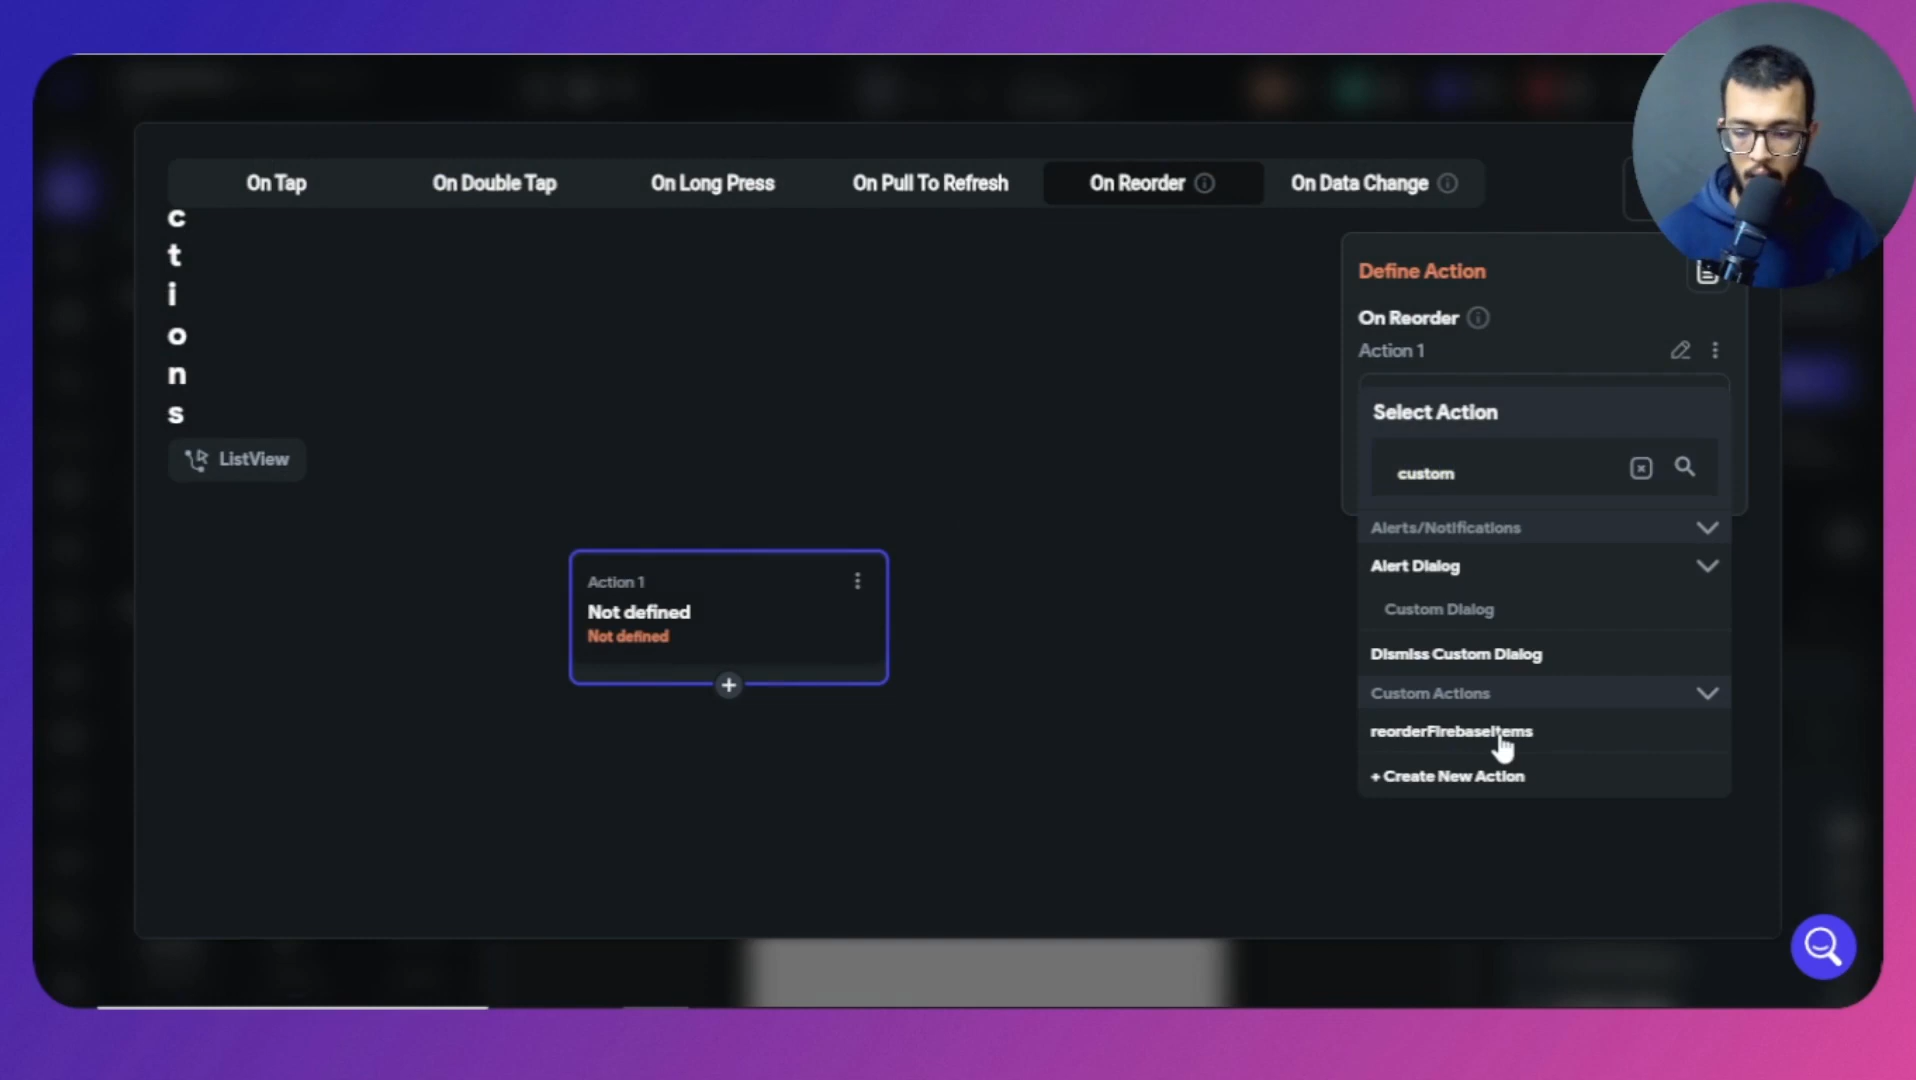 On Tap
On Double Tap
On Long Press
On Pull To Refresh
On Reorder
On Data Change
c
t
i
o
n
s
ListView
Action 1
Not defined
Not defined
Define Action
On Reorder
Action 1
Select Action
custom
Alerts/Notifications
Alert Dialog
Custom Dialog
Dismiss Custom Dialog
Custom Actions
reorderFirebaseItems
+ Create New Action